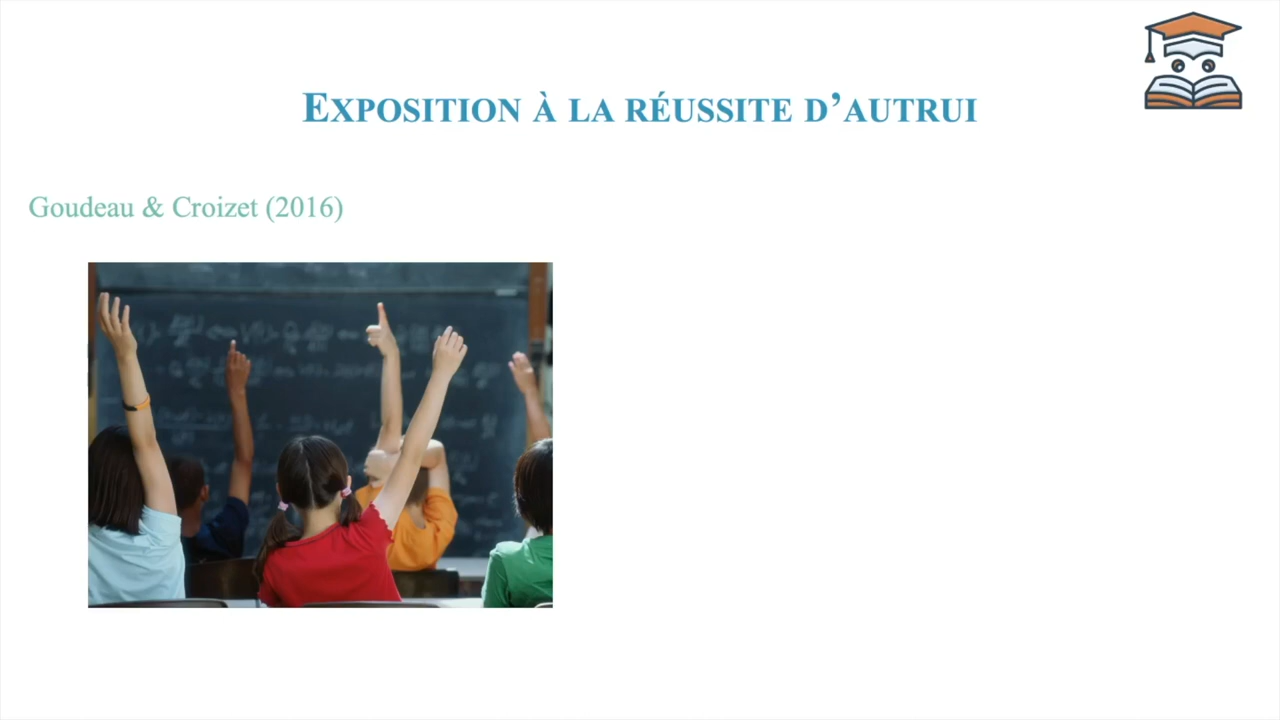 EXPOSITION À LA RÉUSSITE D’AUTRUI
Goudeau & Croizet (2016)